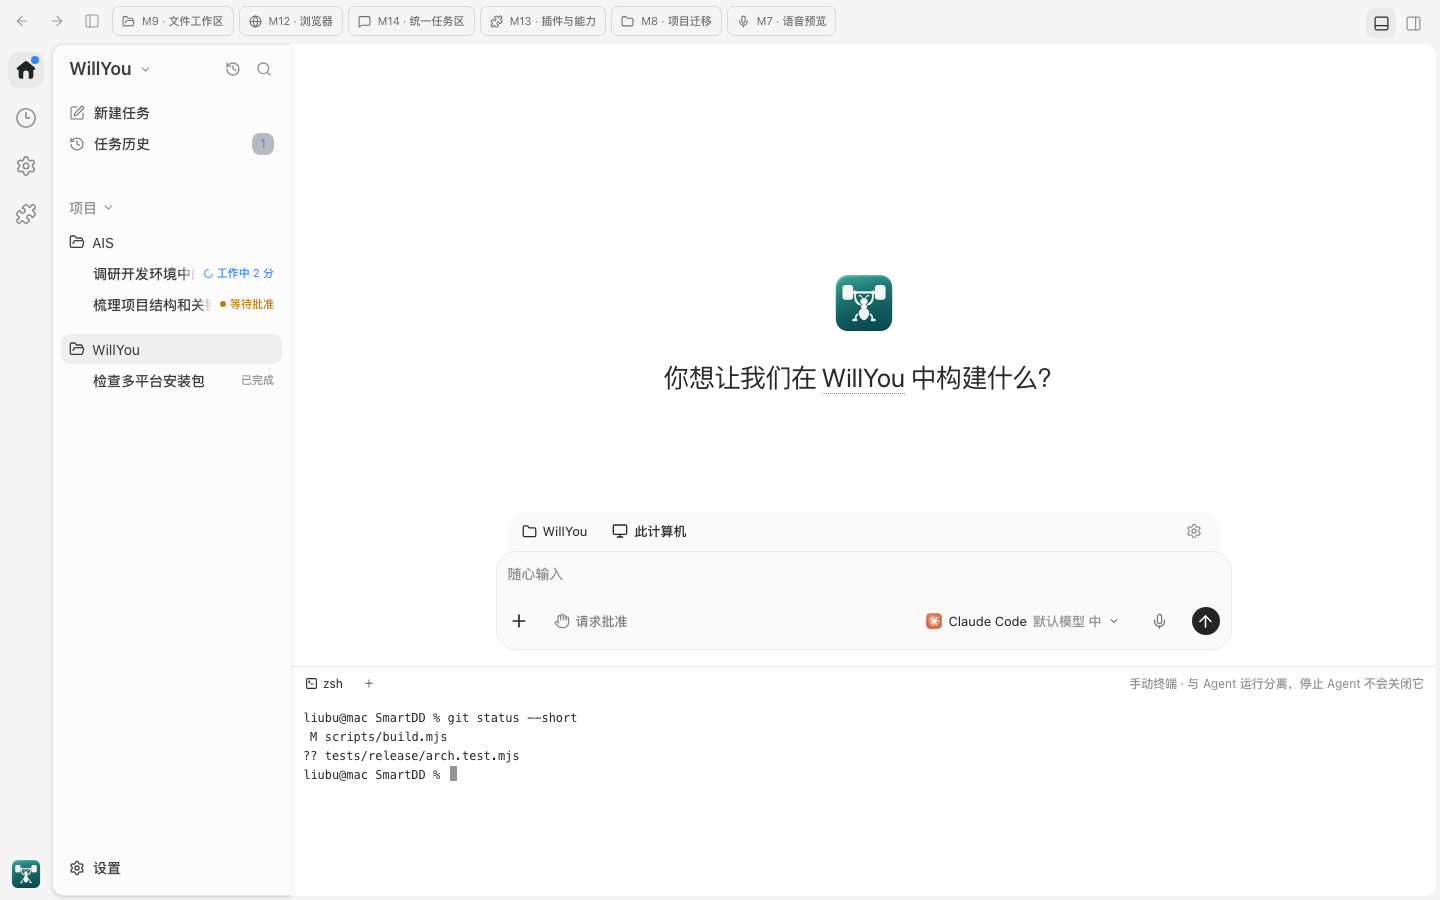 M9 · 文件工作区
M12 · 浏览器
M14 · 统一任务区
M13 · 插件与能力
M8 · 项目迁移
M7 · 语音预览
WillYou
新建任务
任务历史
1
项目
AIS
调研开发环境中
工作中 2 分
梳理项目结构和关
等待批准
WillYou
检查多平台安装包
已完成
设置
你想让我们在 WillYou 中构建什么?
WillYou
此计算机
随心输入
请求批准
Claude Code 默认模型 中
zsh
手动终端 · 与 Agent 运行分离，停止 Agent 不会关闭它
liubu@mac SmartDD % git status --short
M scripts/build.mjs
?? tests/release/arch.test.mjs
liubu@mac SmartDD %